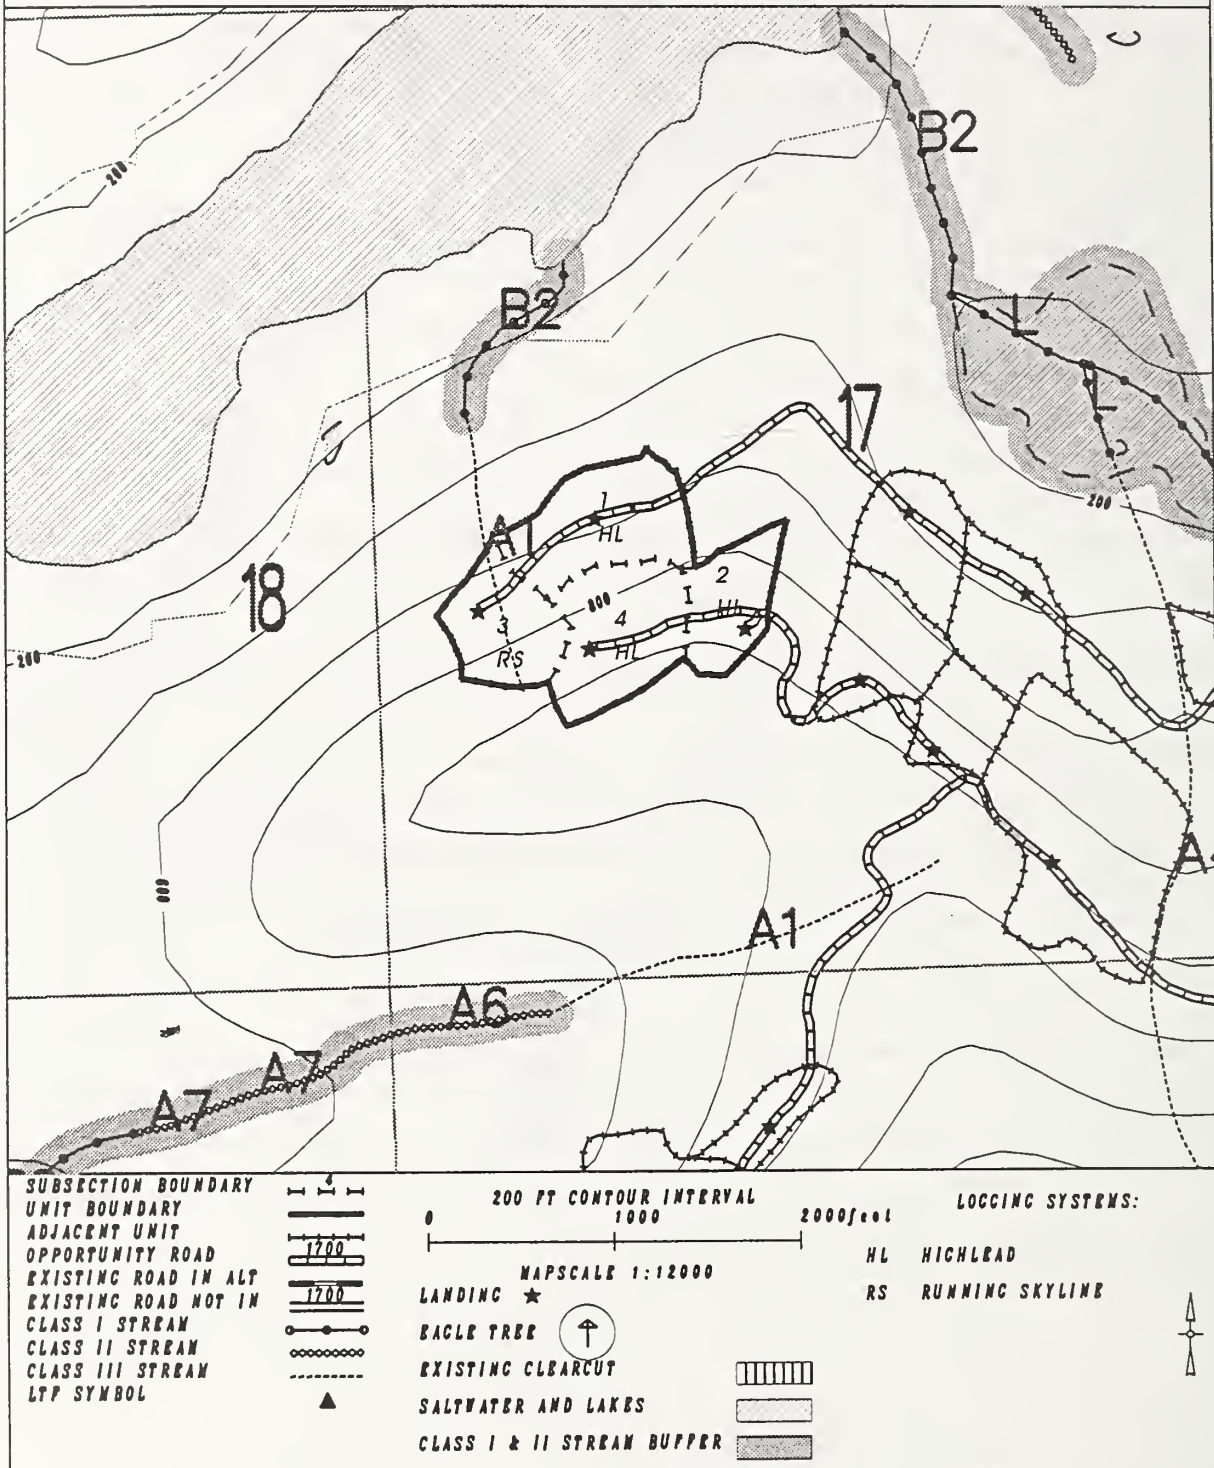 C
200
B2
B2
L
L
17
200
1
HL
A1
800
2
HL
3
4
RS
HL
18
200
600
A1
A6
A7
A7
SUBSECTION BOUNDARY 4
UNIT BOUNDARY
ADJACENT UNIT
OPPORTUNITY ROAD 1700
EXISTING ROAD IN ALT
EXISTING ROAD NOT IN 1700
CLASS I STREAM
CLASS II STREAM
CLASS III STREAM
LTF SYMBOL
200 FT CONTOUR INTERVAL
0 1000 2000feet
MAPSCALE 1:12000
LANDING
EAGLE TREE
EXISTING CLEARCUT
SALTWATER AND LAKES
CLASS I & II STREAM BUFFER
LOGGING SYSTEMS:
HL HIGHLEAD
RS RUNNING SKYLINE